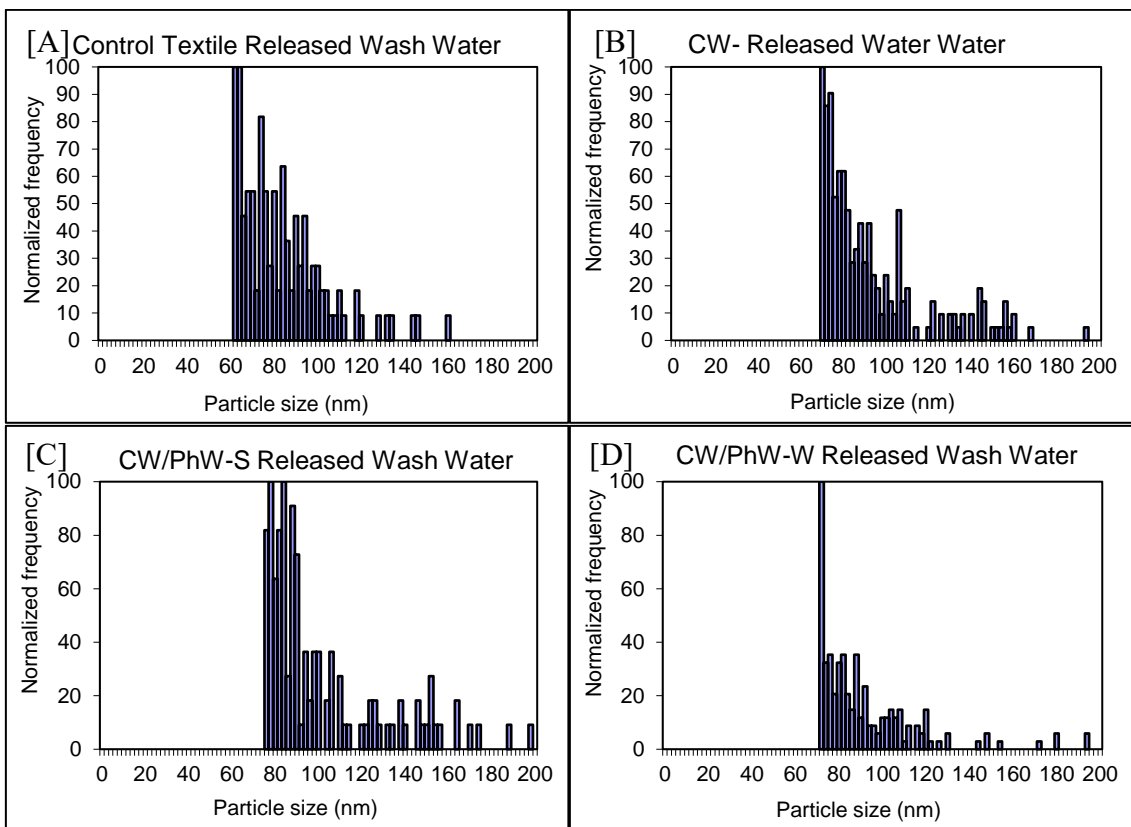 [A] Control Textile Released Wash Water
Normalized frequency
100
90
80
70
60
50
40
30
20
10
0
0 20 40 60 80 100 120 140 160 180 200
Particle size (nm)
[B] CW- Released Water Water
Normalized frequency
100
90
80
70
60
50
40
30
20
10
0
0 20 40 60 80 100 120 140 160 180 200
Particle size (nm)
[C] CW/PhW-S Released Wash Water
Normalized frequency
100
80
60
40
20
0
0 20 40 60 80 100 120 140 160 180 200
Particle size (nm)
[D] CW/PhW-W Released Wash Water
Normalized frequency
100
80
60
40
20
0
0 20 40 60 80 100 120 140 160 180 200
Particle size (nm)